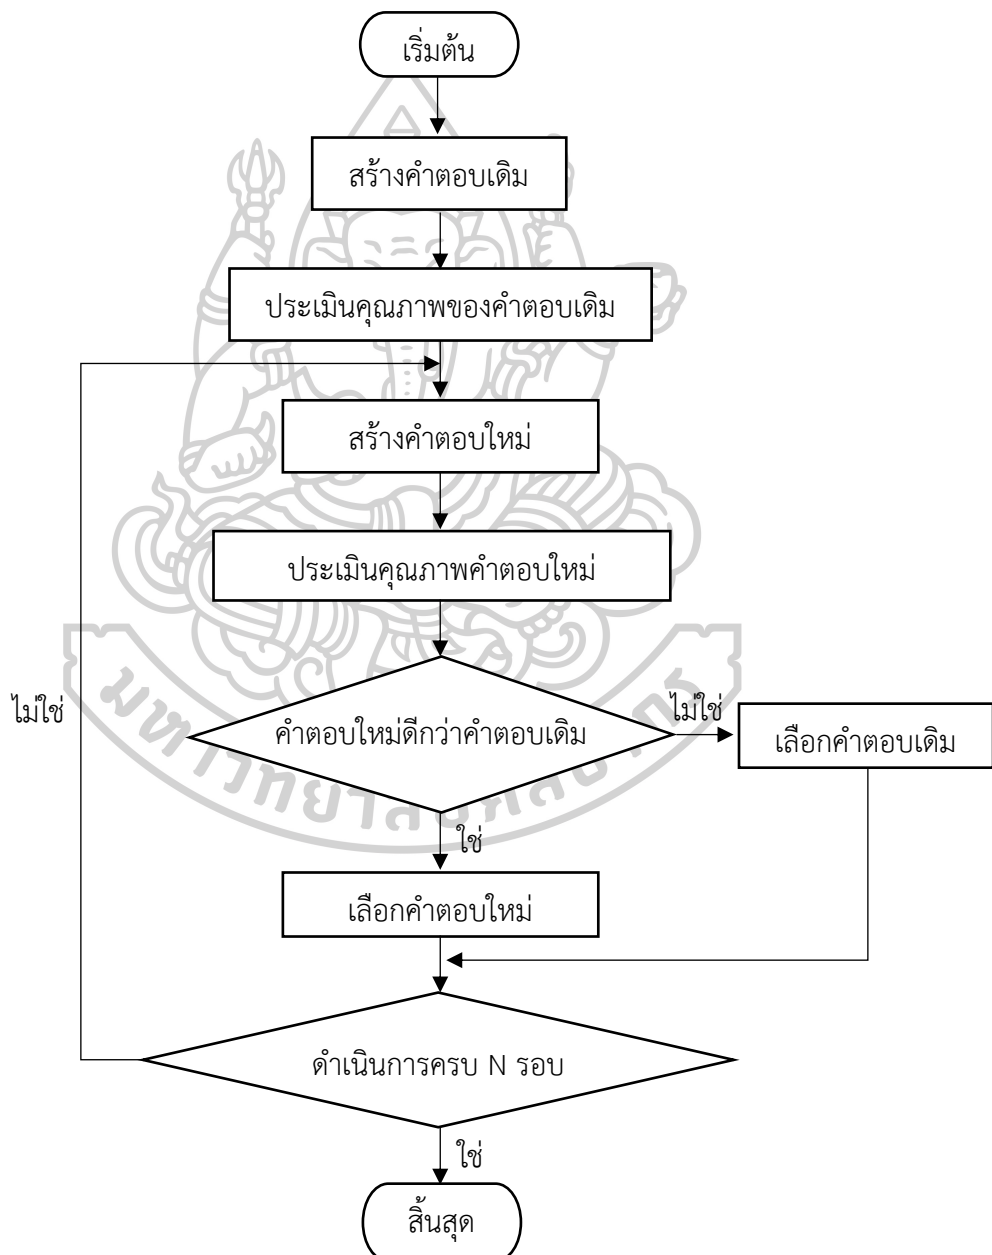 เริ่มต้น
สร้างคำตอบเดิม
ประเมินคุณภาพของคำตอบเดิม
สร้างคำตอบใหม่
ประเมินคุณภาพคำตอบใหม่
ไม่ใช่
คำตอบใหม่ดีกว่าคำตอบเดิม
ไม่ใช่
เลือกคำตอบเดิม
ใช่
เลือกคำตอบใหม่
ดำเนินการครบ N รอบ
ใช่
สิ้นสุด